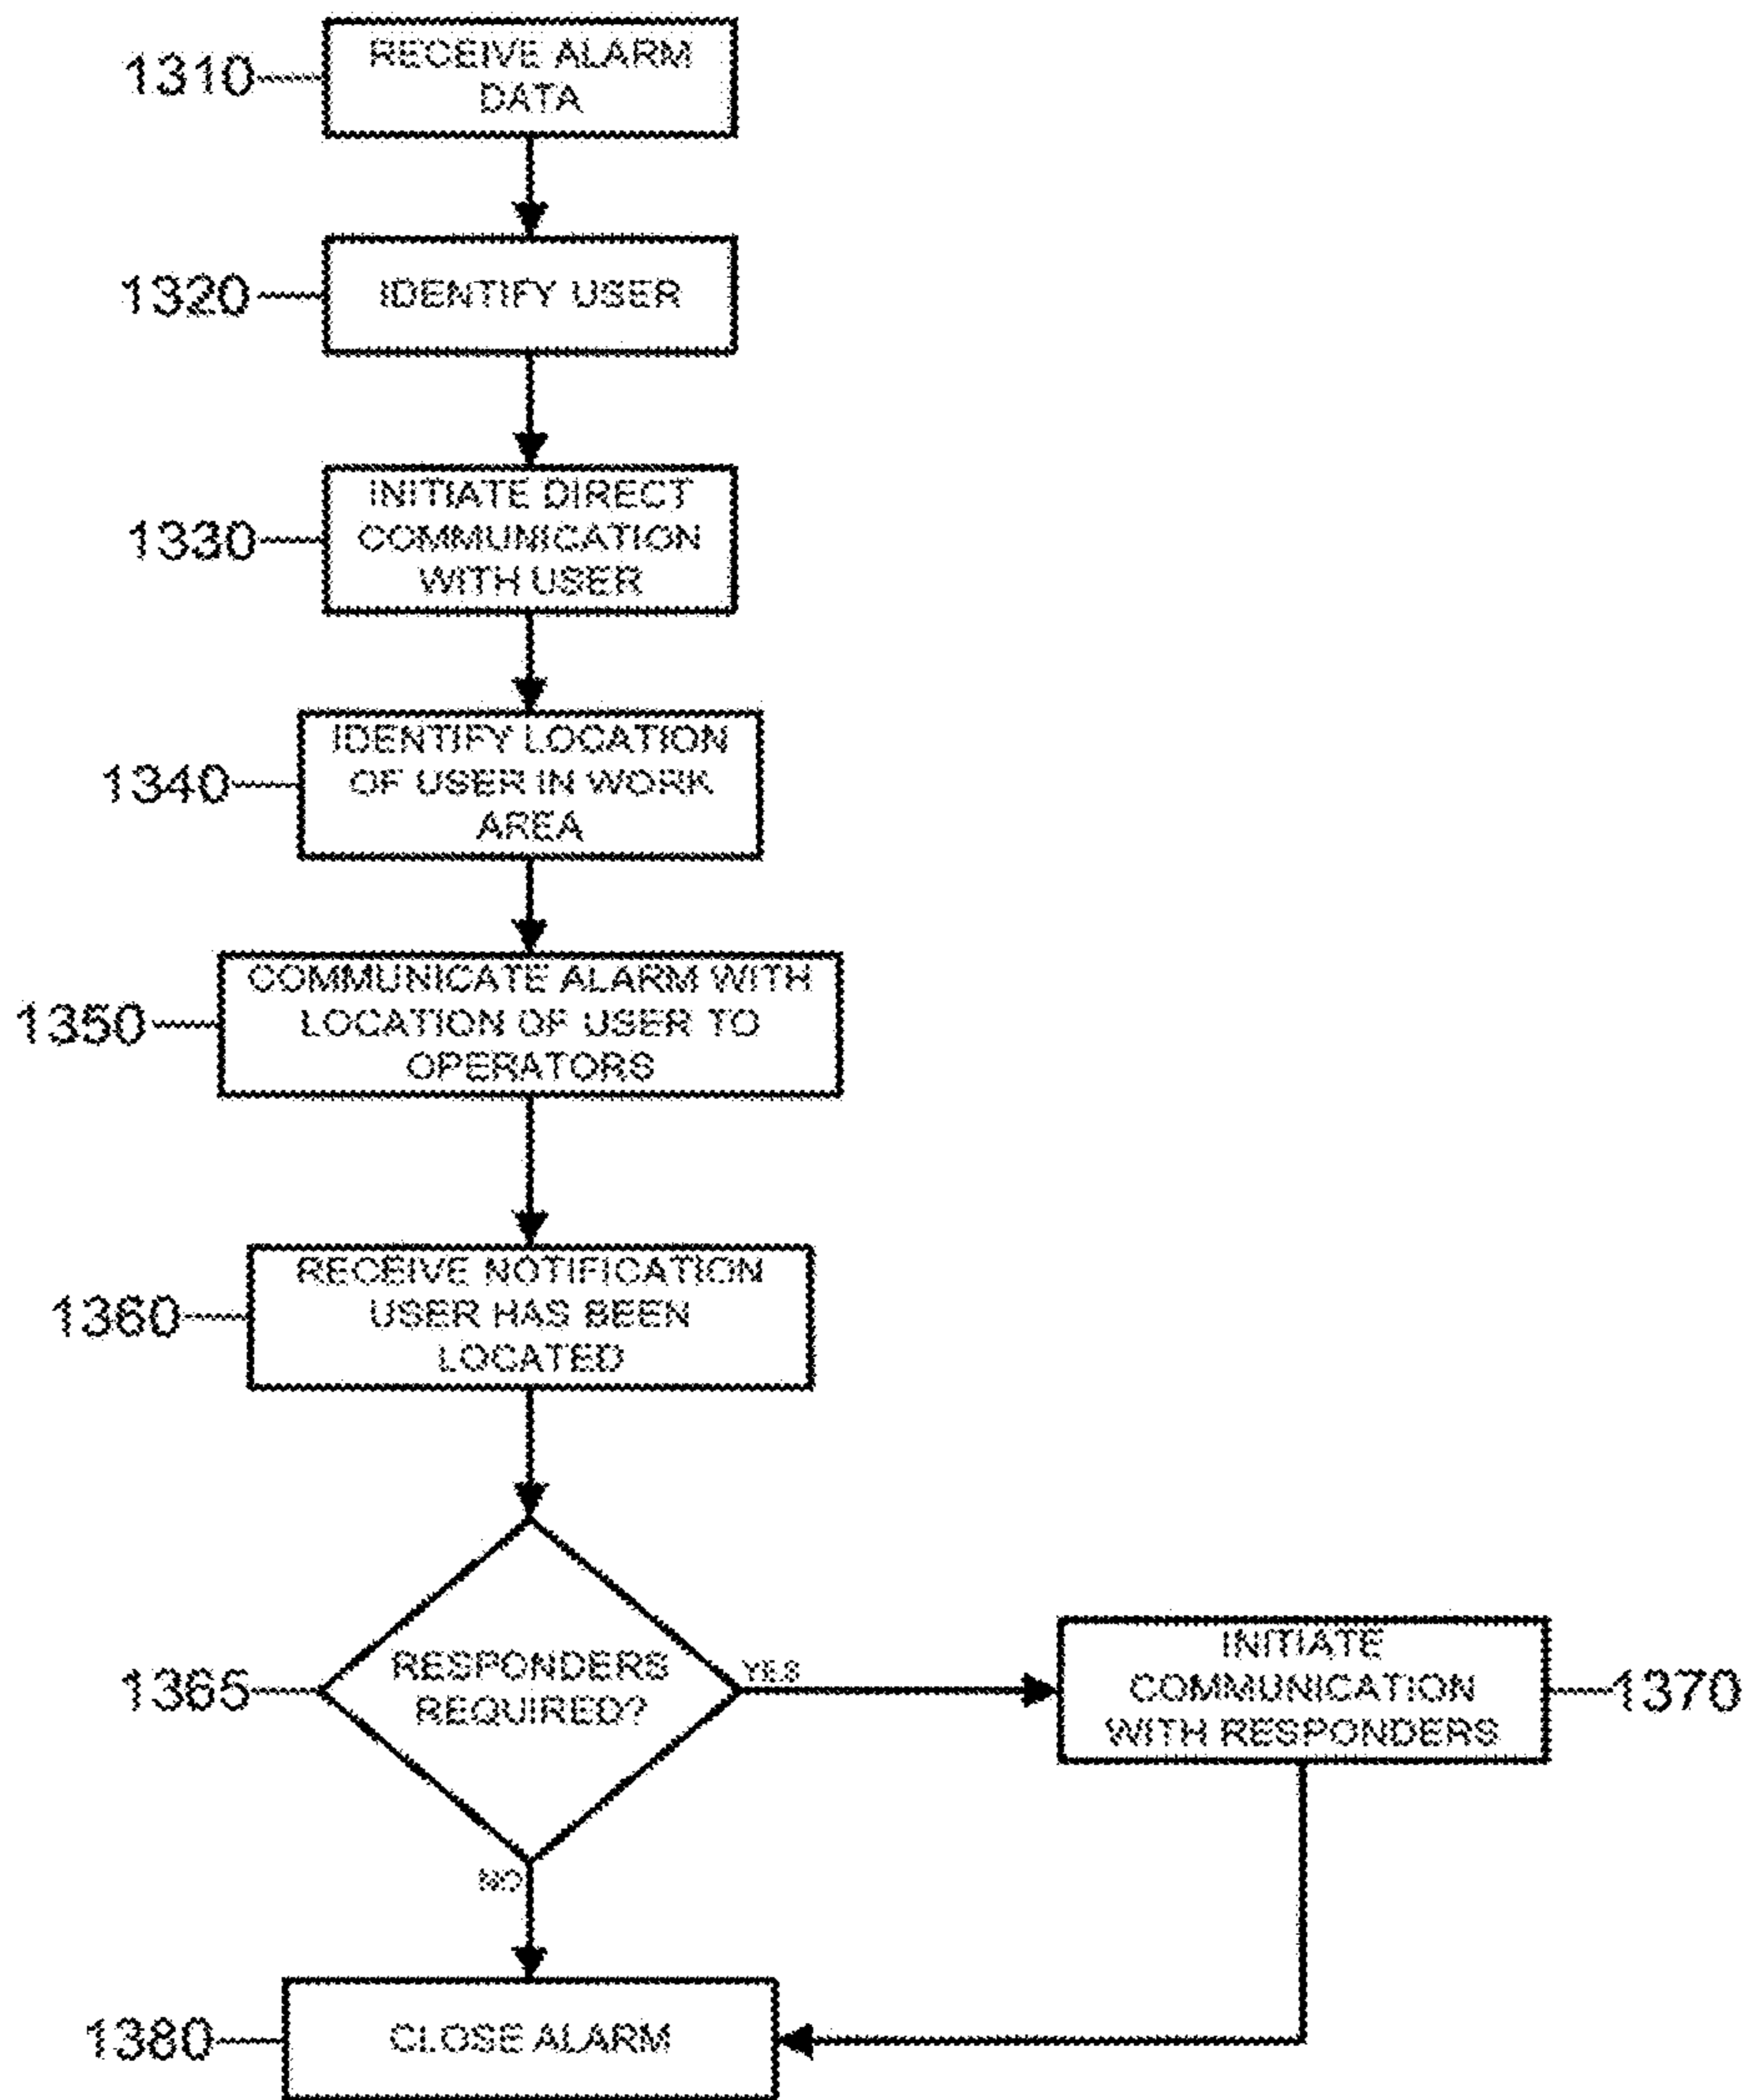 1310
RECEIVE ALARM
DATA
1320
IDENTIFY USER
1330
INITIATE DIRECT
COMMUNICATION
WITH USER
1340
IDENTIFY LOCATION
OF USER IN WORK
AREA
1350
COMMUNICATE ALARM WITH
LOCATION OF USER TO
OPERATORS
1360
RECEIVE NOTIFICATION
USER HAS BEEN
LOCATED
1365
RESPONDERS
REQUIRED?
YES
INITIATE
COMMUNICATION
WITH RESPONDERS
1370
NO
1380
CLOSE ALARM